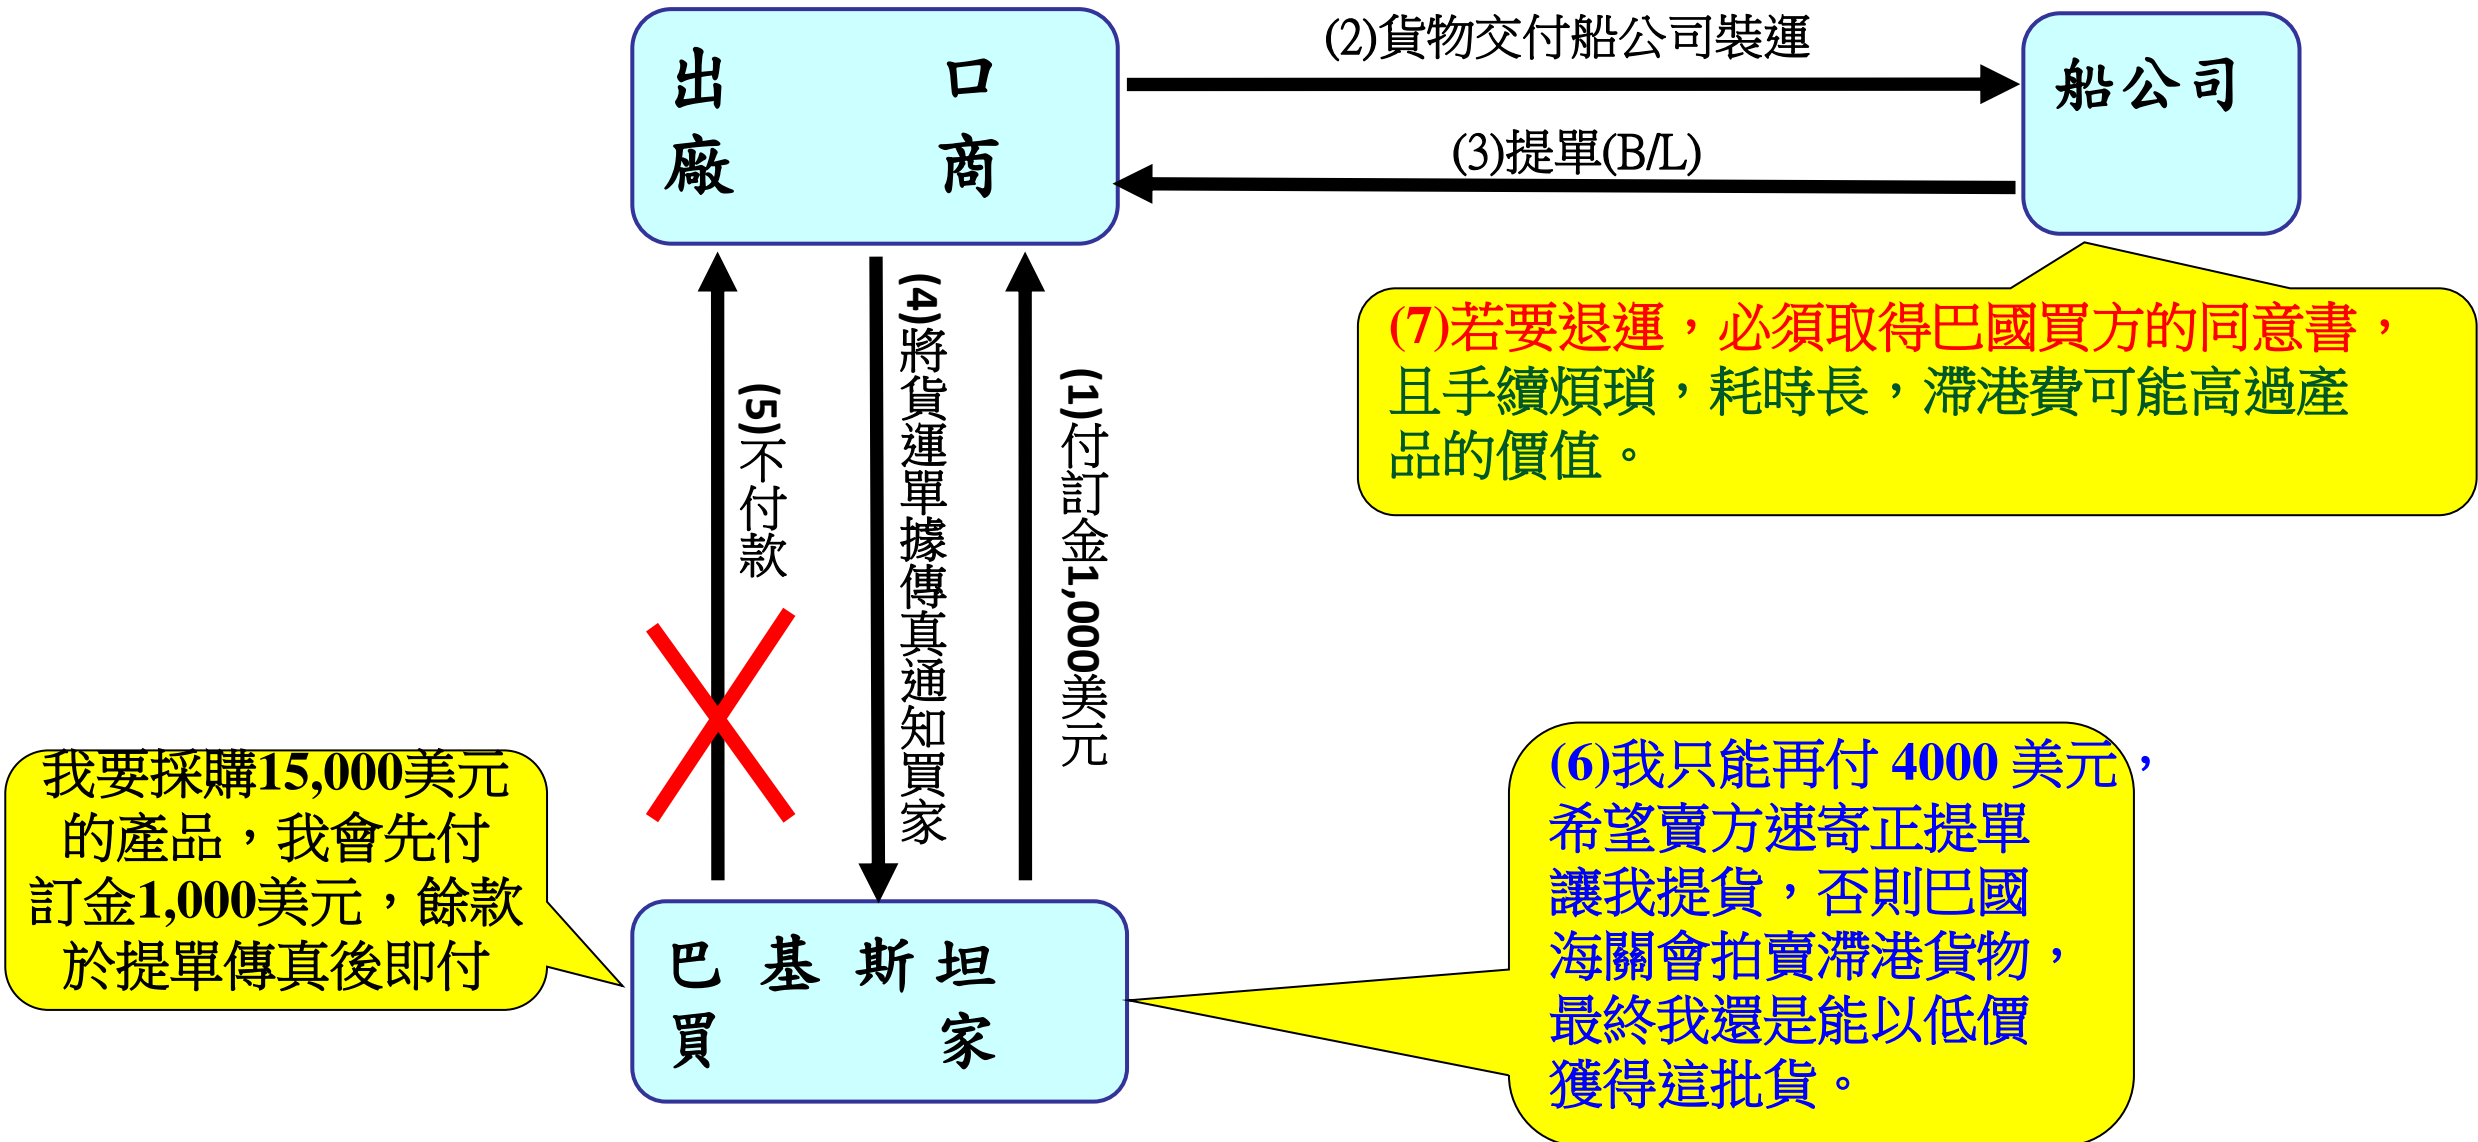 出 口
廠 商
(2)貨物交付船公司裝運
船公司
(3)提單(B/L)
(7)若要退運，必須取得巴國買方的同意書，
且手續煩瑣，耗時長，滯港費可能高過產
品的價值。
(5)不付款
(4)將貨運單據傳真通知買家
(1)付訂金1,000美元
我要採購15,000美元
的產品，我會先付
訂金1,000美元，餘款
於提單傳真後即付
巴 基 斯 坦
買 家
(6)我只能再付 4000 美元，
希望賣方速寄正提單
讓我提貨，否則巴國
海關會拍賣滯港貨物，
最終我還是能以低價
獲得這批貨。